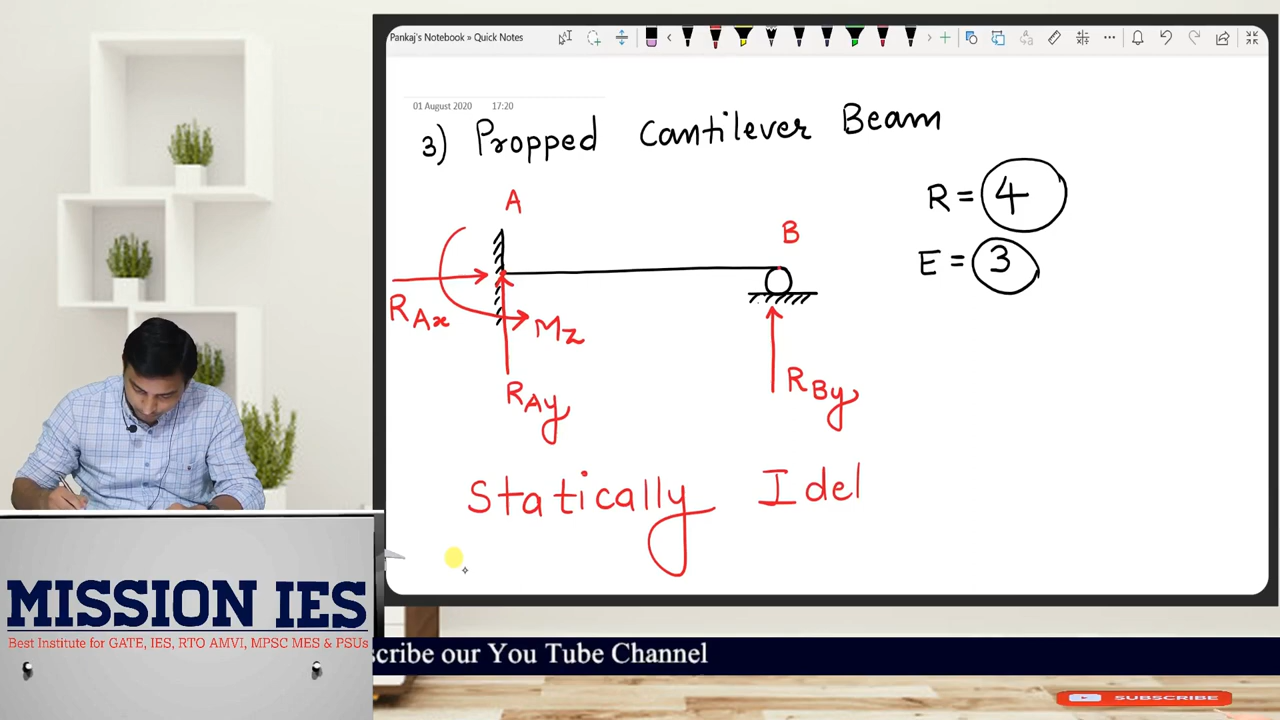 Pankaj's Notebook » Quick Notes
01 August 2020 17:20
3) Propped Cantilever Beam
R = 4
E = 3
A
B
RAx
Mz
RAy
RBy
Statically Idel
MISSION IES
Best Institute for GATE, IES, RTO AMVI, MPSC MES & PSUs
scribe our You Tube Channel
SUBSCRIBE